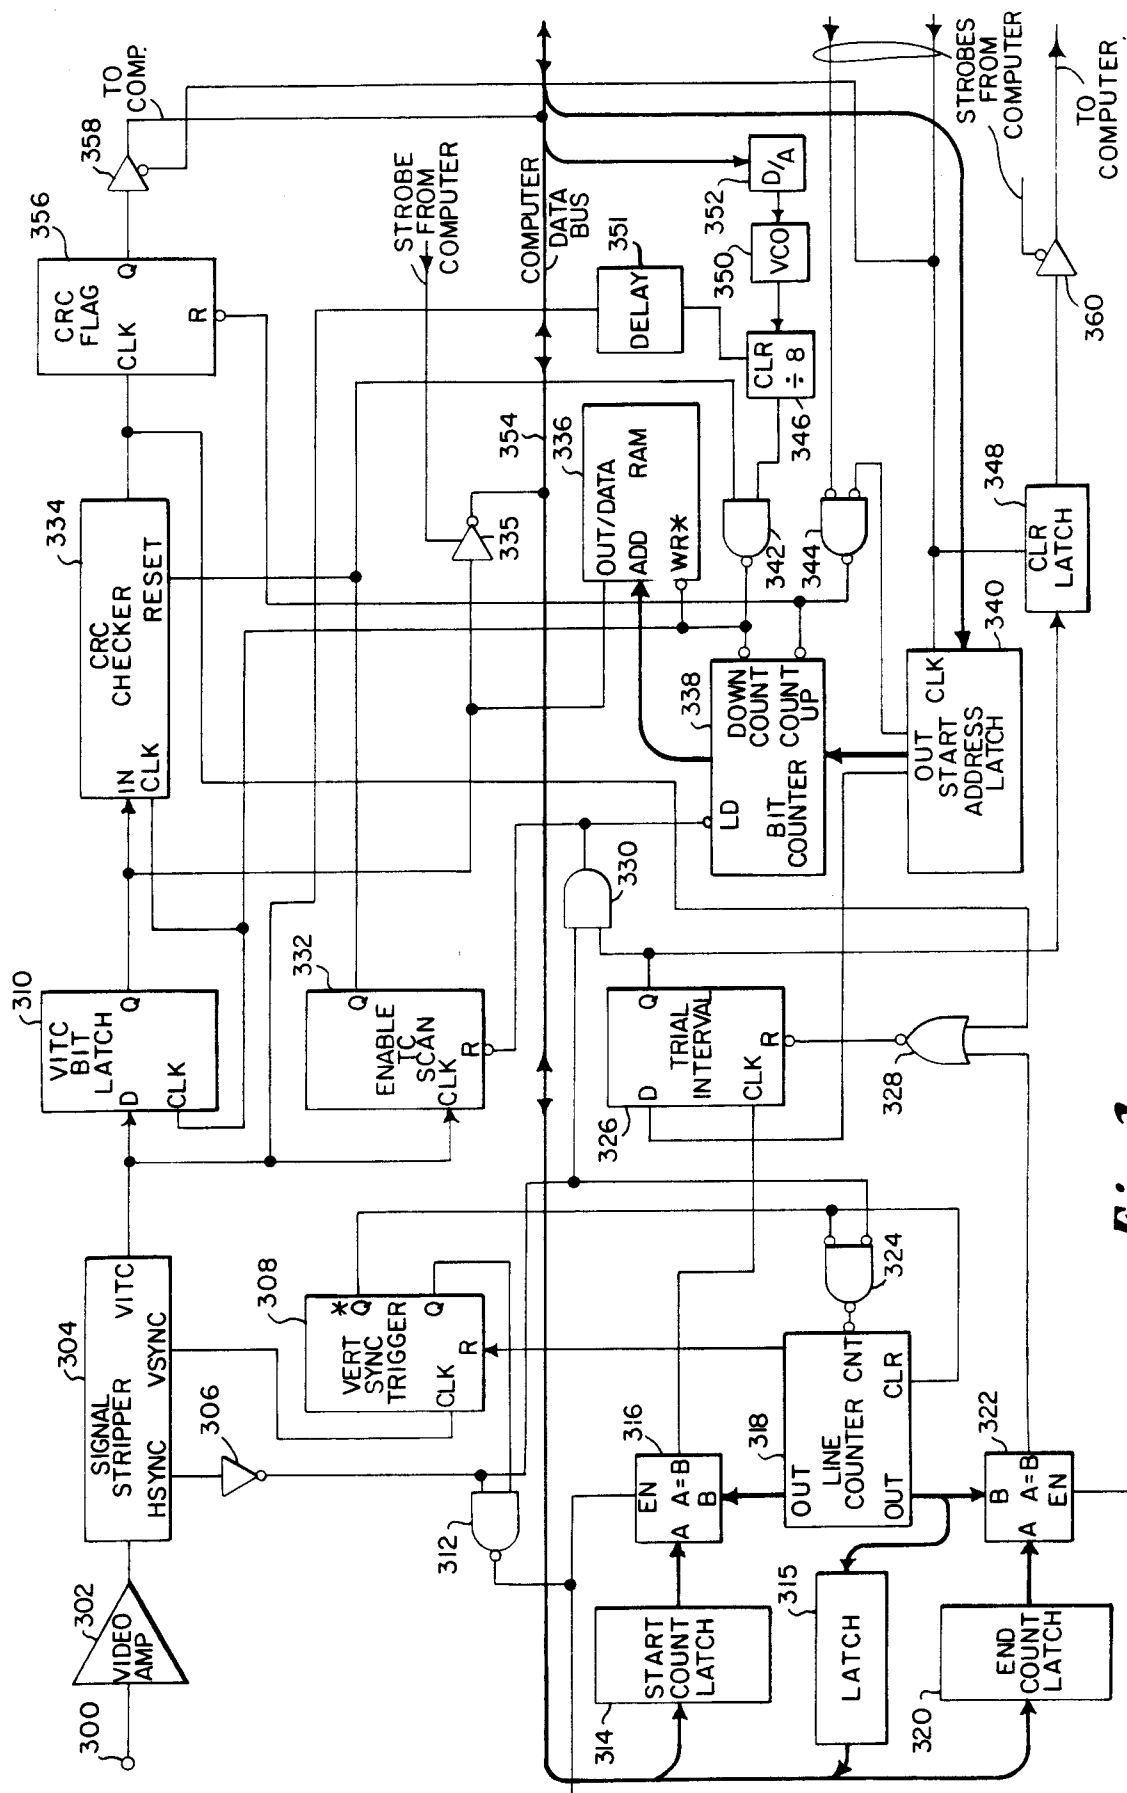 300
302
VIDEO
AMP
304
SIGNAL
STRIPPER
VITC
HSYNC
VSYNC
306
308
VERT
SYNC
TRIGGER
*
Q
Q
CLK
R
310
VITC
BIT
LATCH
D
Q
CLK
312
314
START
COUNT
LATCH
315
LATCH
316
EN
A
A=B
B
318
OUT
LINE
COUNTER
CNT
OUT
CLR
320
END
COUNT
LATCH
322
B
A
A=B
EN
324
326
D
Q
TRIAL
INTERVAL
CLK
R
328
330
332
Q
ENABLE
TC
SCAN
CLK
R
334
IN
CLK
CRC
CHECKER
RESET
335
336
OUT/DATA
ADD
RAM
WR*
338
LD
DOWN
COUNT
COUNT
UP
BIT
COUNTER
340
OUT
CLK
START
ADDRESS
LATCH
342
344
346
CLR
÷ 8
348
CLR
LATCH
350
VCO
351
DELAY
352
D/A
354
COMPUTER
DATA
BUS
356
CRC
FLAG
CLK
Q
R
358
TO
COMP.
STROBE
FROM
COMPUTER
STROBES
FROM
COMPUTER
360
TO
COMPUTER